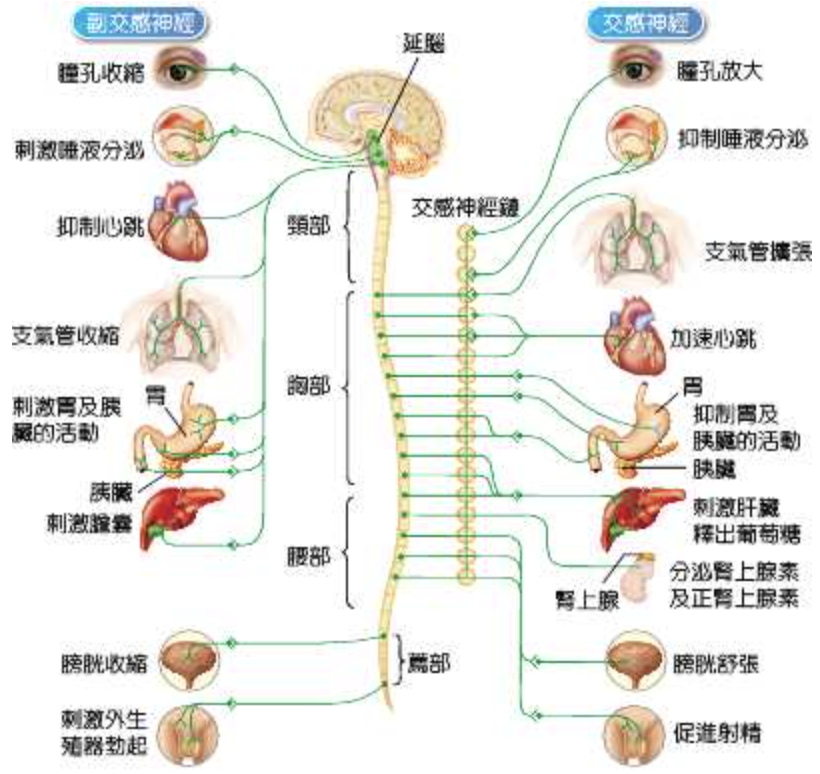 副交感神經
瞳孔收縮
刺激唾液分泌
抑制心跳
支氣管收縮
刺激胃及胰
臟的活動
胃
胰臟
刺激膽囊
膀胱收縮
刺激外生
殖器勃起
延腦
頸部
胸部
腰部
薦部
交感神經鏈
交感神經
瞳孔放大
抑制唾液分泌
支氣管擴張
加速心跳
胃
抑制胃及
胰臟的活動
胰臟
刺激肝臟
釋出葡萄糖
腎上腺
分泌腎上腺素
及正腎上腺素
膀胱舒張
促進射精